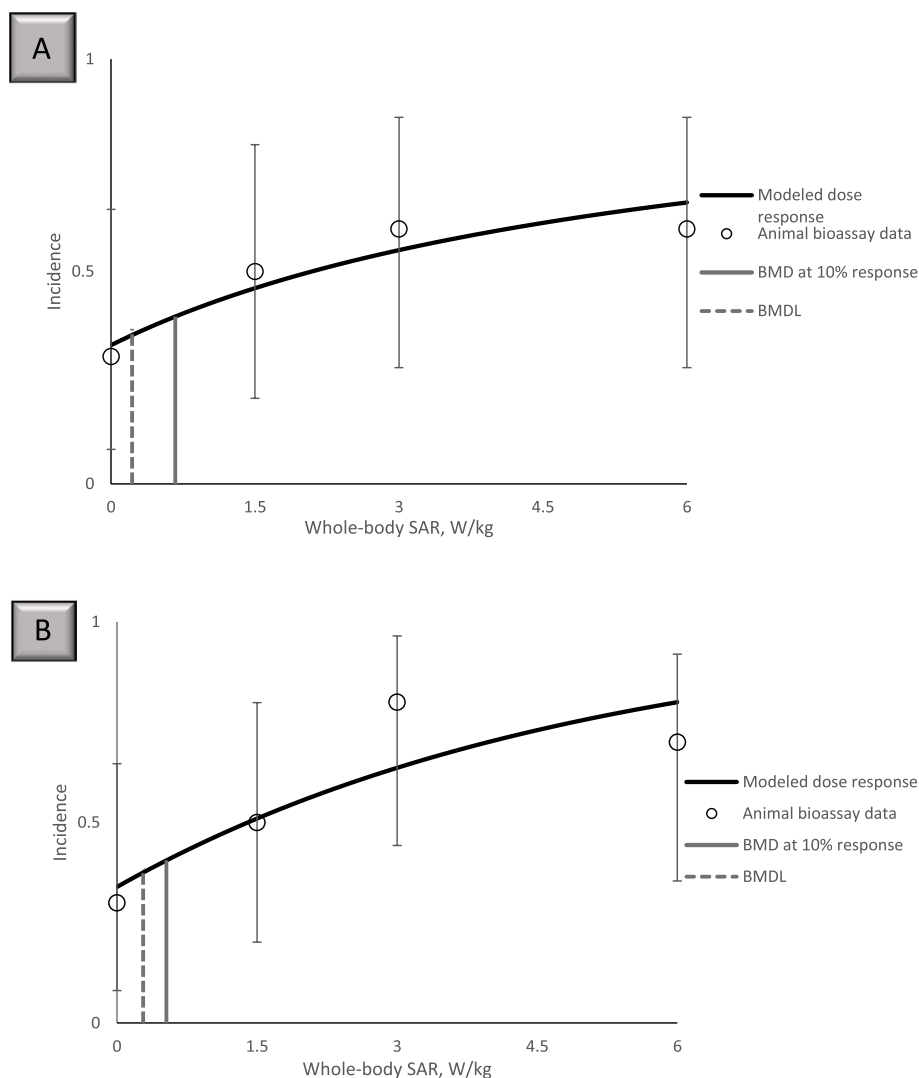 A
1
Modeled dose
response
Animal bioassay data
Incidence
0.5
BMD at 10% response
BMDL
0
0 1.5 3 4.5 6
Whole-body SAR, W/kg
B
1
Modeled dose response
Animal bioassay data
Incidence
0.5
BMD at 10% response
BMDL
0
0 1.5 3 4.5 6
Whole-body SAR, W/kg